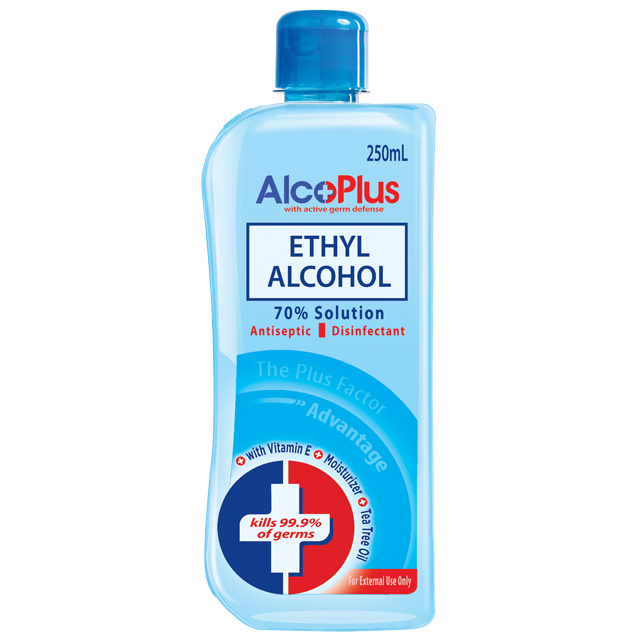 250mL
AlcoPlus
with active germ defense
ETHYL
ALCOHOL
70% Solution
Antiseptic Disinfectant
The Plus Factor
Advantage
with Vitamin E Moisturizer Tea Tree Oil
kills 99.9%
of germs
For External Use Only